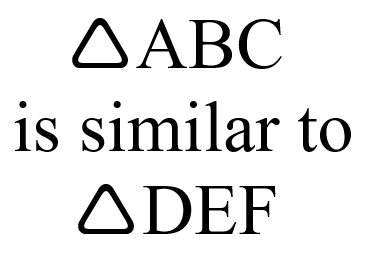 △ABC
is similar to
△DEF